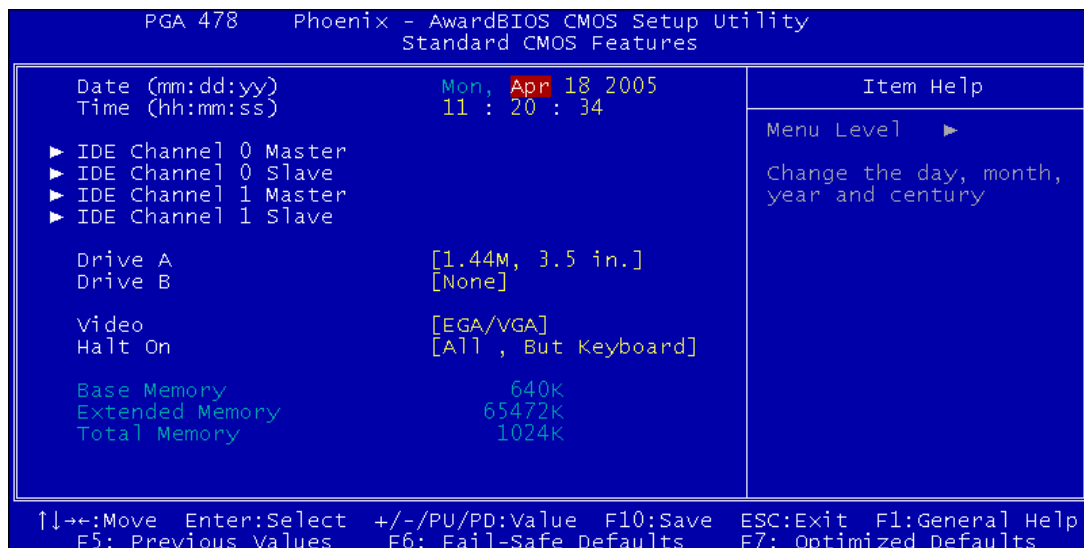 PGA 478 Phoenix - AwardBIOS CMOS Setup Utility
Standard CMOS Features
Date (mm:dd:yy) Mon, Apr 18 2005
Time (hh:mm:ss) 11 : 20 : 34
► IDE Channel 0 Master
► IDE Channel 0 Slave
► IDE Channel 1 Master
► IDE Channel 1 Slave
Drive A [1.44M, 3.5 in.]
Drive B [None]
Video [EGA/VGA]
Halt On [All , But Keyboard]
Base Memory 640K
Extended Memory 65472K
Total Memory 1024K
Item Help
Menu Level ►
Change the day, month,
year and century
↑↓→←:Move Enter:Select +/-/PU/PD:Value F10:Save ESC:Exit F1:General Help
F5: Previous Values F6: Fail-Safe Defaults F7: Optimized Defaults